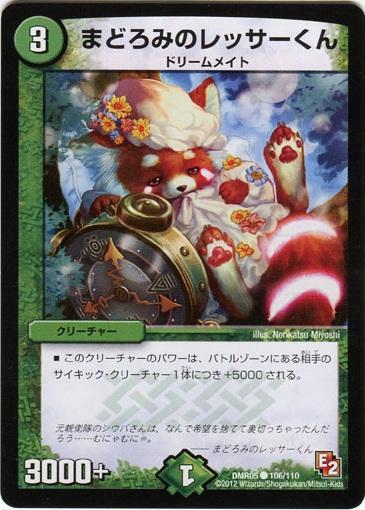 3
まどろみのレッサーくん
ドリームメイト
クリーチャー
illus. Norikatsu Miyoshi
■ このクリーチャーのパワーは、バトルゾーンにある相手の
サイキック・クリーチャー1体につき+5000される。
元親衛隊のシウバさんは、なんで希望を捨てて裏切っちゃったんだ
ろう……むにゃむにゃ。
—— まどろみのレッサーくん
3000+
1
E2
DMR05 ● 106/110
©2012 Wizards/Shogakukan/Mitsui-Kids